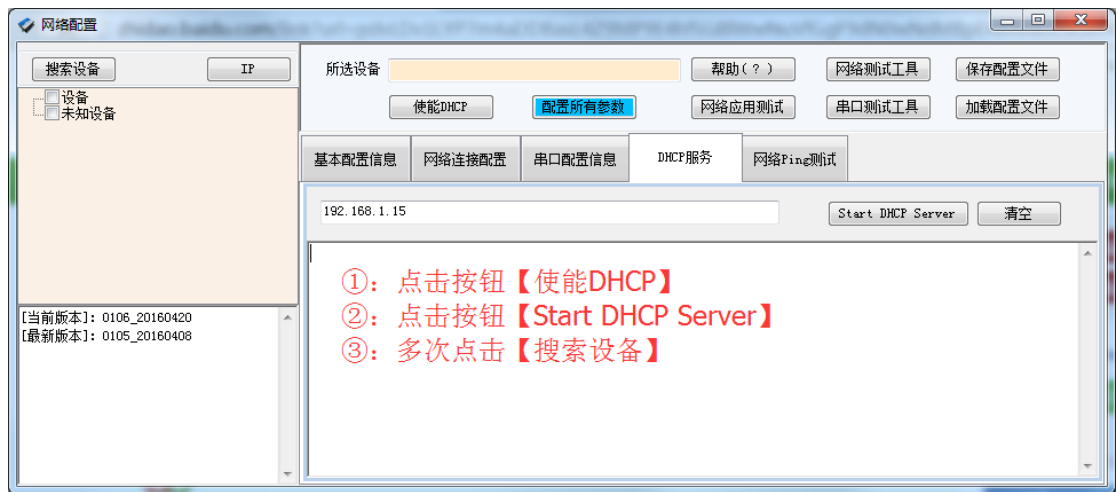 网络配置
搜索设备
IP
设备
未知设备
[当前版本]: 0106_20160420
[最新版本]: 0105_20160408
所选设备
帮助(?)
网络测试工具
保存配置文件
使能DHCP
配置所有参数
网络应用测试
串口测试工具
加载配置文件
基本配置信息
网络连接配置
串口配置信息
DHCP服务
网络Ping测试
192.168.1.15
Start DHCP Server
清空
①：点击按钮【使能DHCP】
②：点击按钮【Start DHCP Server】
③：多次点击【搜索设备】